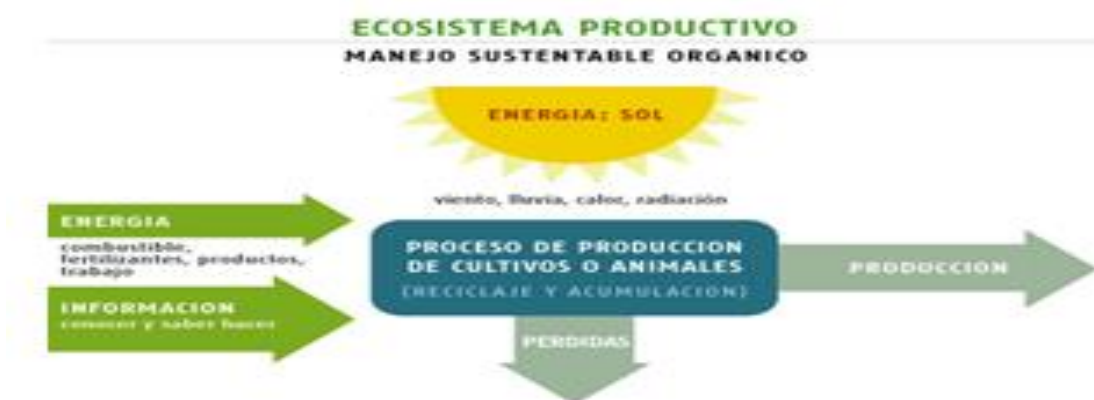 ECOSISTEMA PRODUCTIVO
MANEJO SUSTENTABLE ORGANICO
ENERGIA: SOL
viento, lluvia, calor, radiación
ENERGIA
combustible,
fertilizantes, productos,
trabajo
INFORMACION
conocer y saber hacer
PROCESO DE PRODUCCION
DE CULTIVOS O ANIMALES
(RECICLAJE Y ACUMULACION)
PRODUCCION
PERDIDAS